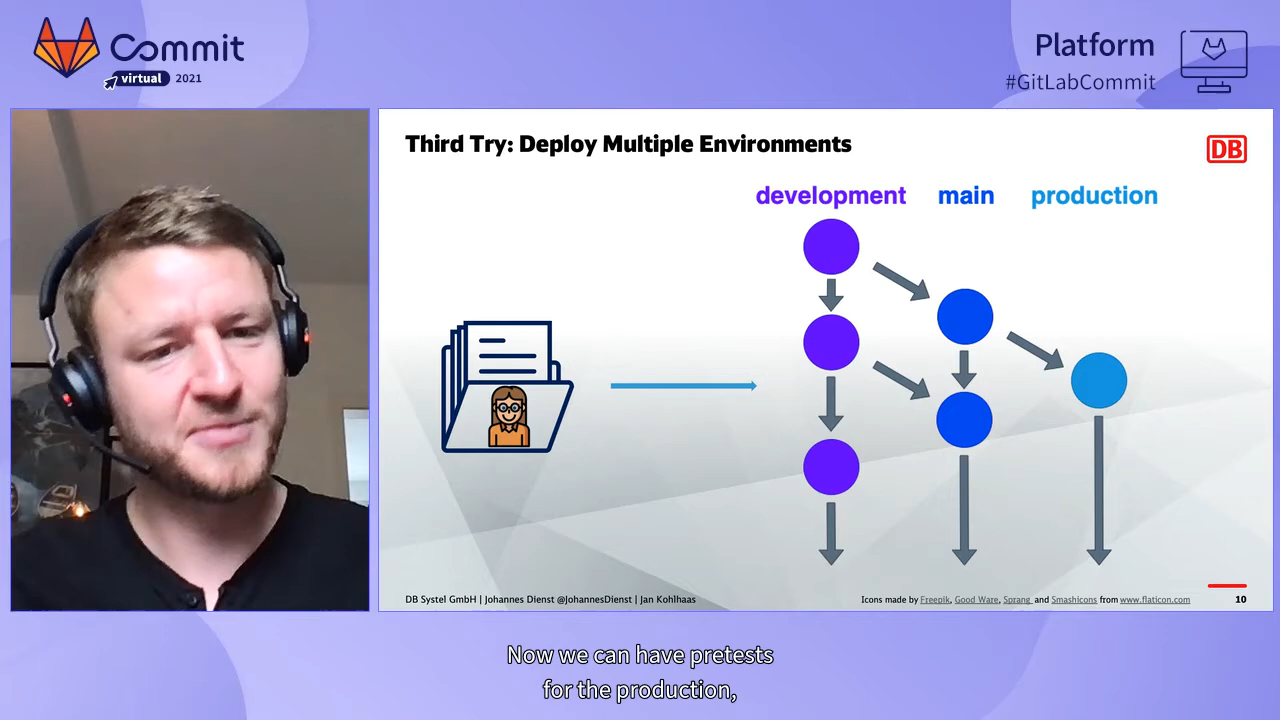 Commit
virtual 2021
Platform
#GitLabCommit
Third Try: Deploy Multiple Environments
DB
development main production
DB Systel GmbH | Johannes Dienst @JohannesDienst | Jan Kohlhaas
Icons made by Freepik, Good Ware, Sprang and Smashicons from www.flaticon.com
10
Now we can have pretests
for the production,